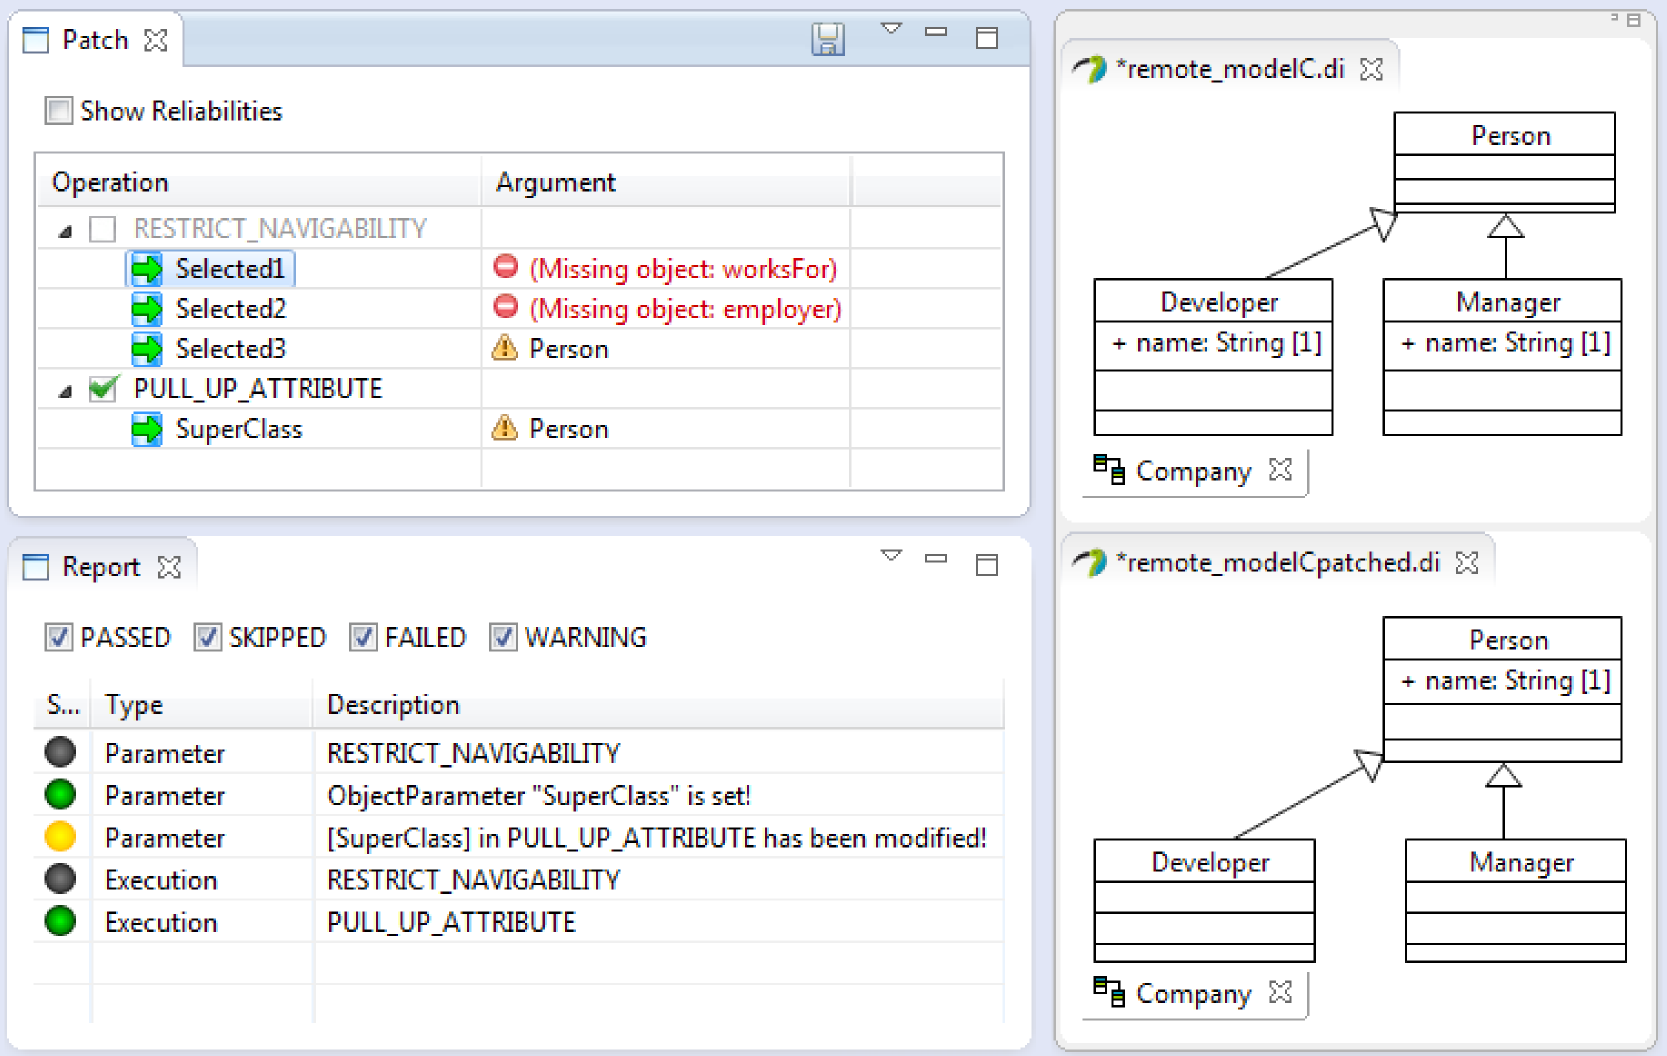 Patch
Show Reliabilities
Operation Argument
RESTRICT_NAVIGABILITY
Selected1 (Missing object: worksFor)
Selected2 (Missing object: employer)
Selected3 Person
PULL_UP_ATTRIBUTE
SuperClass Person
Report
PASSED SKIPPED FAILED WARNING
S... Type Description
Parameter RESTRICT_NAVIGABILITY
Parameter ObjectParameter "SuperClass" is set!
Parameter [SuperClass] in PULL_UP_ATTRIBUTE has been modified!
Execution RESTRICT_NAVIGABILITY
Execution PULL_UP_ATTRIBUTE
*remote_modelC.di
Person
Developer Manager
+ name: String [1] + name: String [1]
Company
*remote_modelCpatched.di
Person
+ name: String [1]
Developer Manager
Company